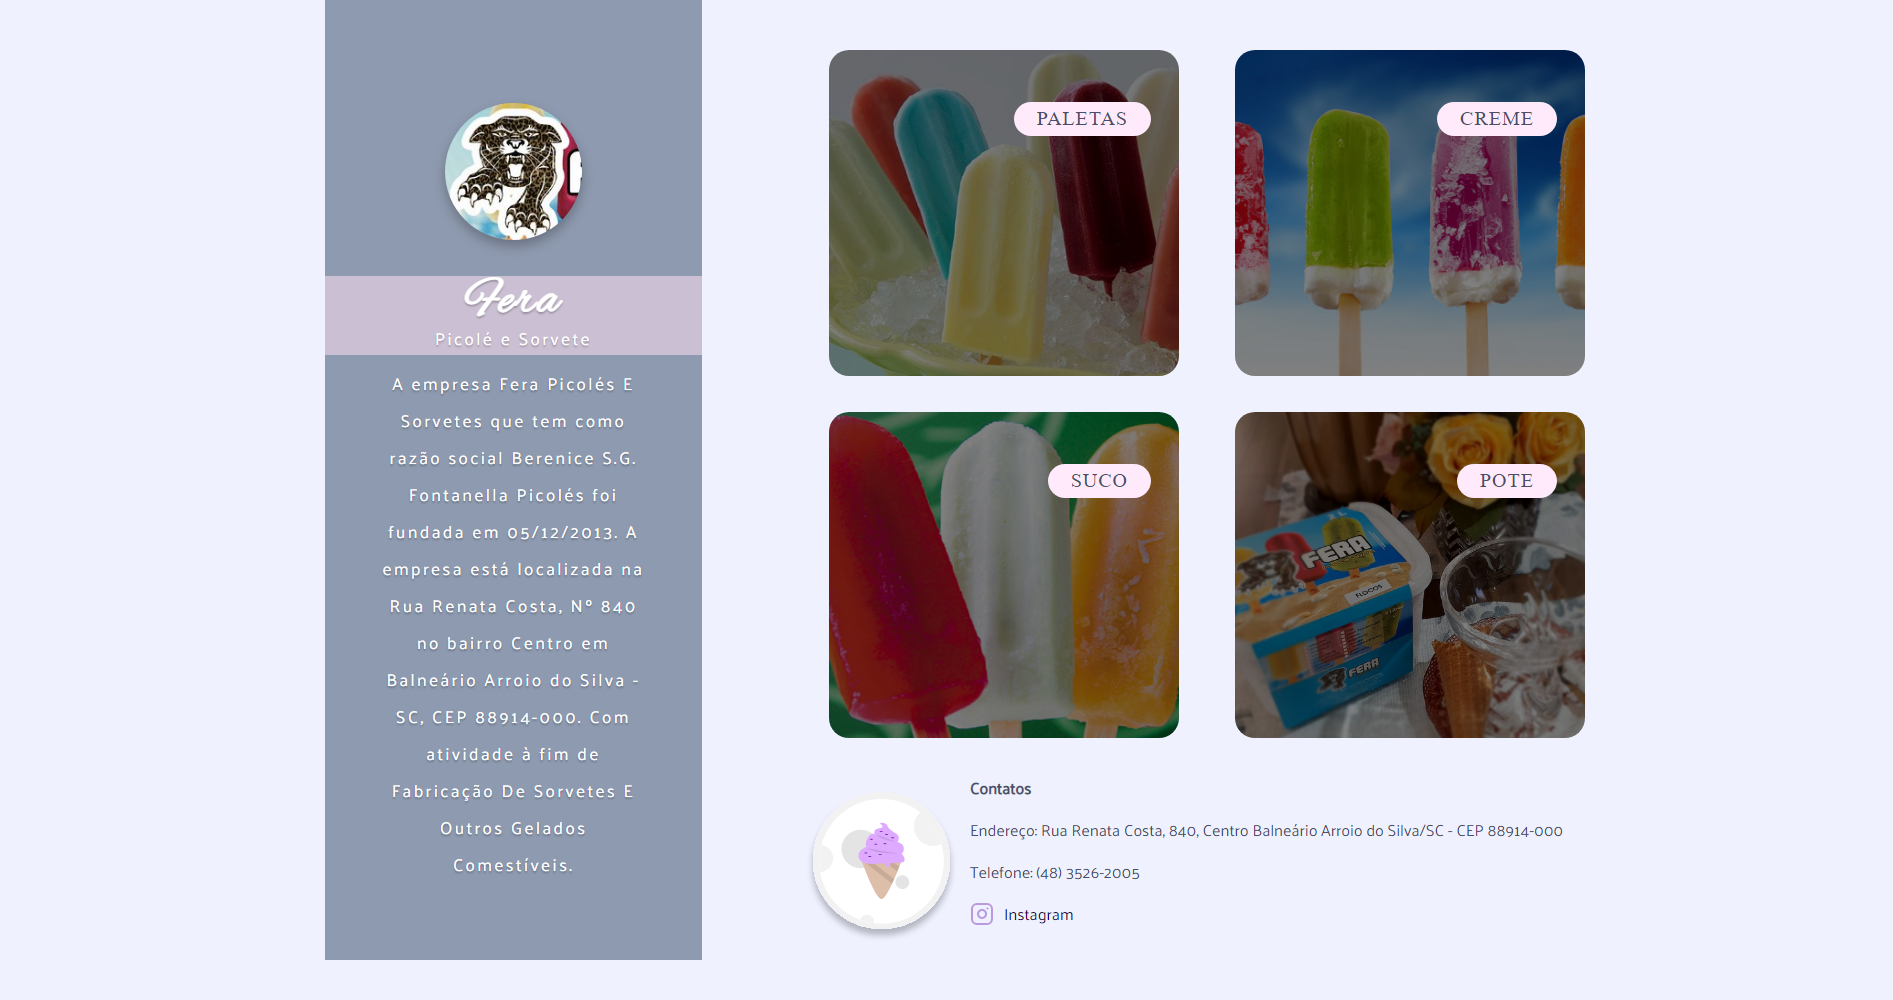 Fera
Picolé e Sorvete
A empresa Fera Picolés E
Sorvetes que tem como
razão social Berenice S.G.
Fontanella Picolés foi
fundada em 05/12/2013. A
empresa está localizada na
Rua Renata Costa, Nº 840
no bairro Centro em
Balneário Arroio do Silva -
SC, CEP 88914-000. Com
atividade à fim de
Fabricação De Sorvetes E
Outros Gelados
Comestíveis.
PALETAS
CREME
SUCO
POTE
FERA
FLOCOS
FERA
Contatos
Endereço: Rua Renata Costa, 840, Centro Balneário Arroio do Silva/SC - CEP 88914-000
Telefone: (48) 3526-2005
Instagram